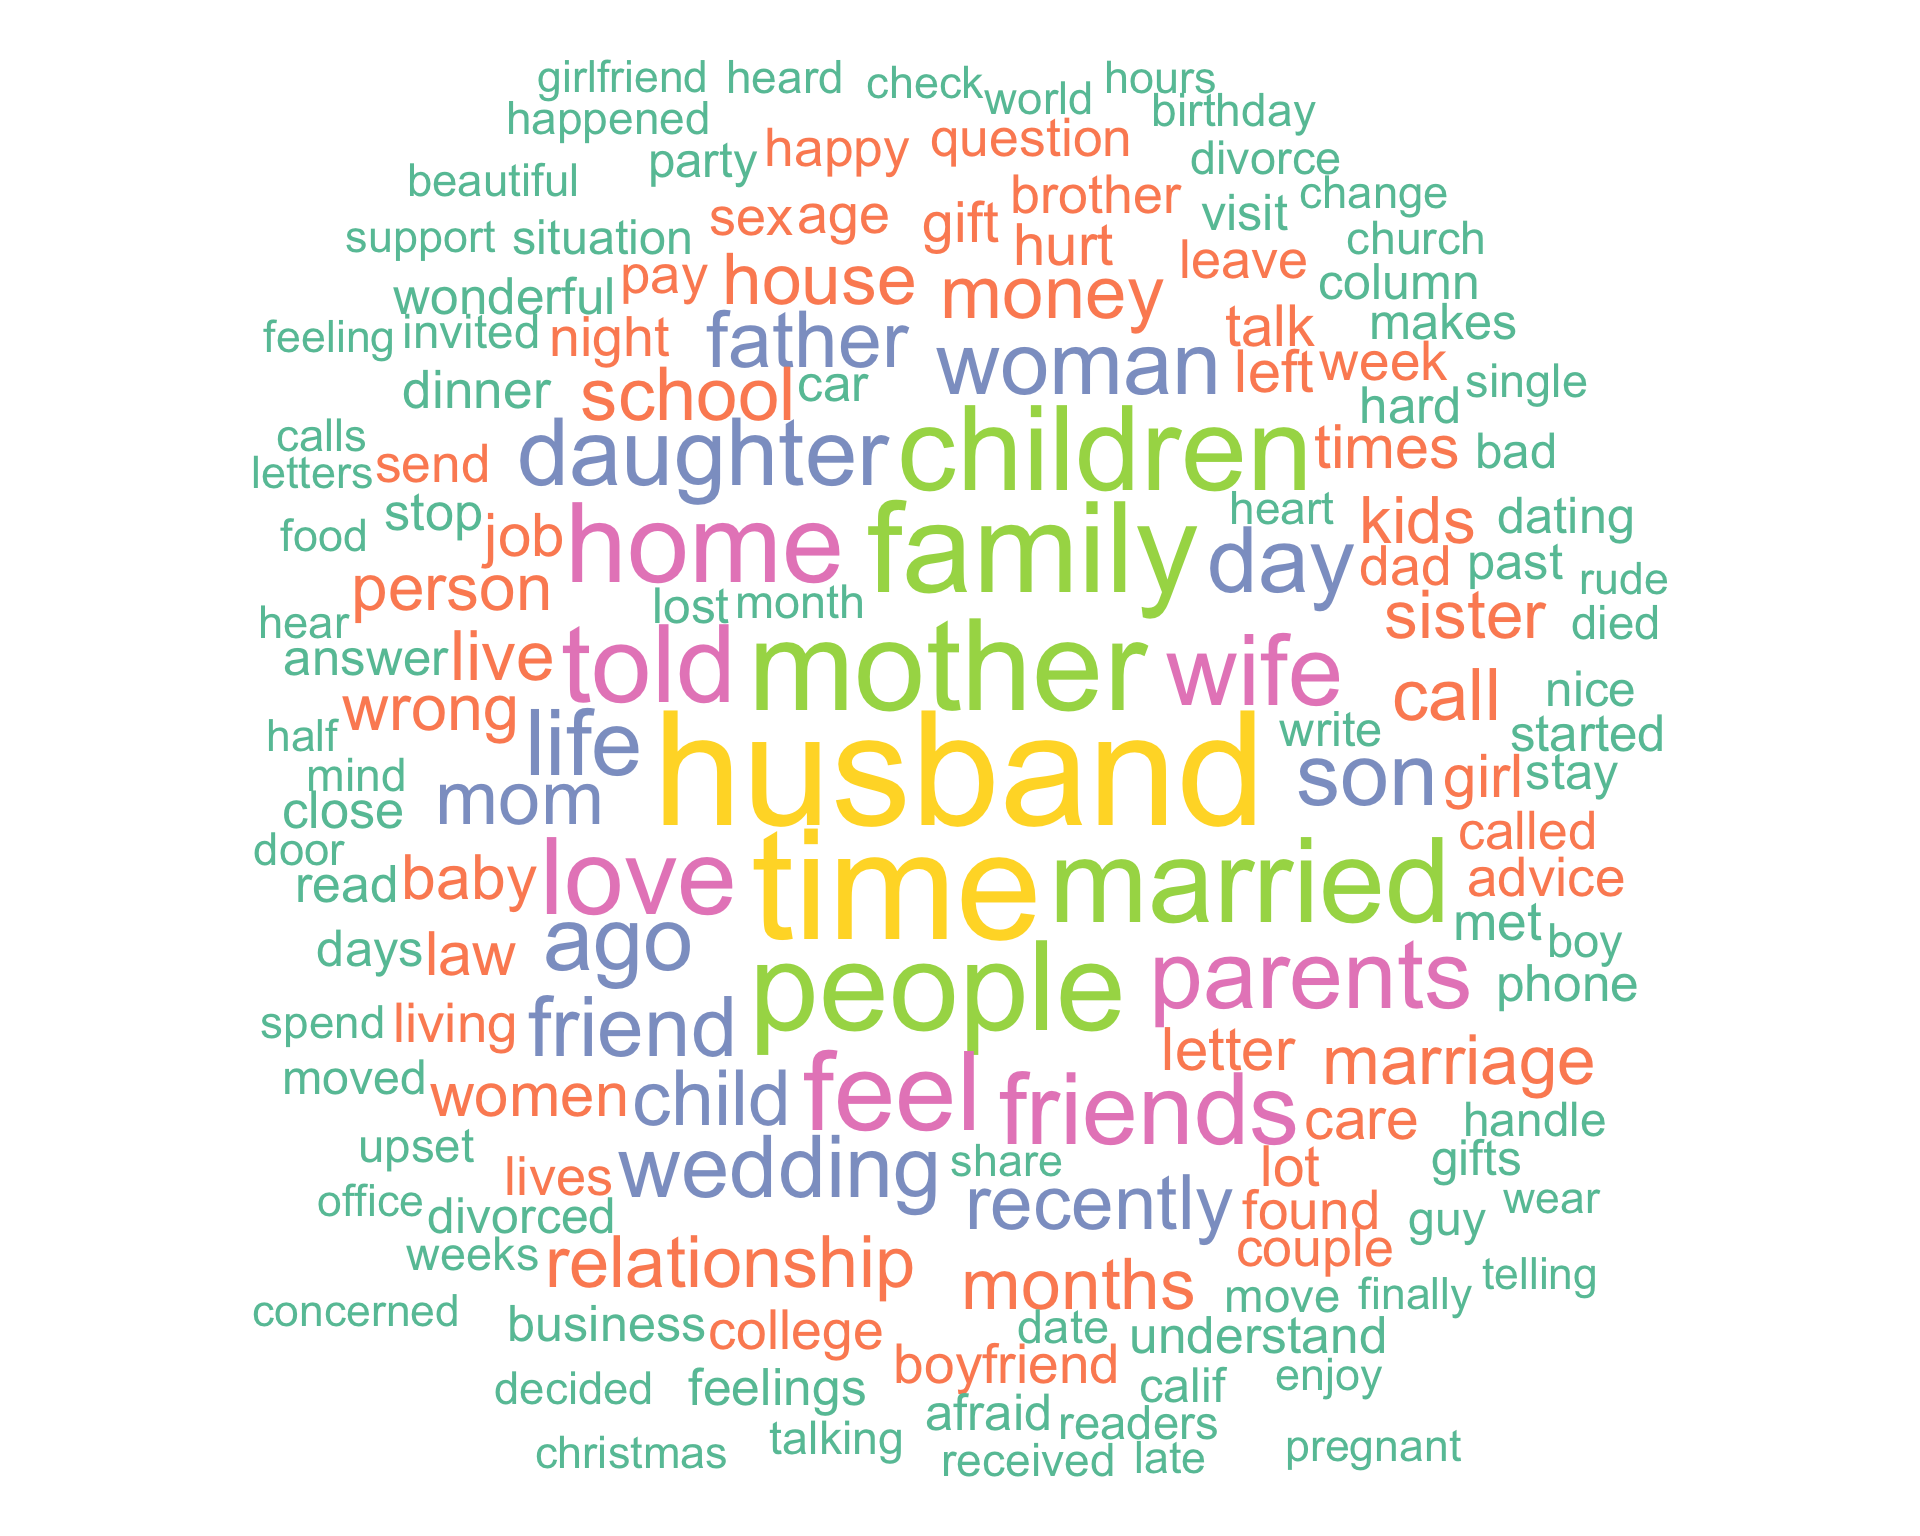 girlfriend heard check world hours
happened birthday
party happy question divorce
beautiful brother change
support situation sex age gift hurt visit church
wonderful pay house money leave column
feeling invited night father woman talk makes
dinner school car left week single
calls daughter children hard
letters send times bad
food stop job home family heart kids dating
person lost month day dad past rude
hear told mother wife sister died
answer live call nice
wrong life husband write started
half mom son girl stay
mind
close called
door love time married advice
read baby met boy
days law ago people parents phone
spend living friend letter marriage
moved women child feel friends care handle
upset lives wedding share lot gifts
office divorced recently found guy wear
weeks relationship months couple telling
concerned business college date move finally
boyfriend understand
decided feelings calif enjoy
christmas talking afraid readers pregnant
received late